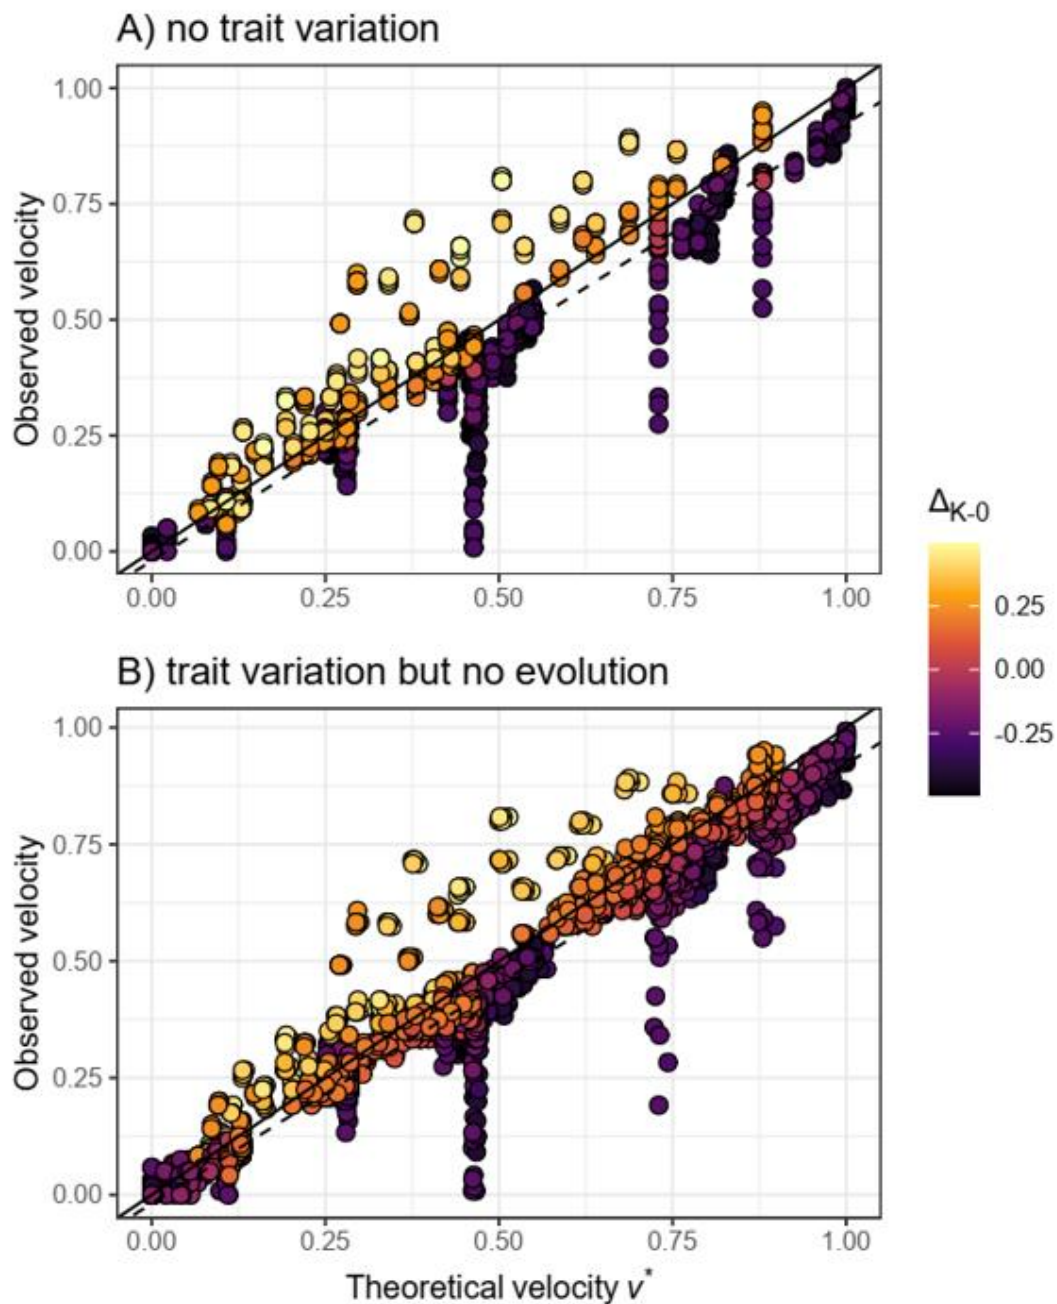 A) no trait variation
1.00
0.75
0.50
0.25
0.00
Observed velocity
0.00 0.25 0.50 0.75 1.00
ΔK-0
0.25
0.00
-0.25
B) trait variation but no evolution
1.00
0.75
0.50
0.25
0.00
Observed velocity
0.00 0.25 0.50 0.75 1.00
Theoretical velocity v*